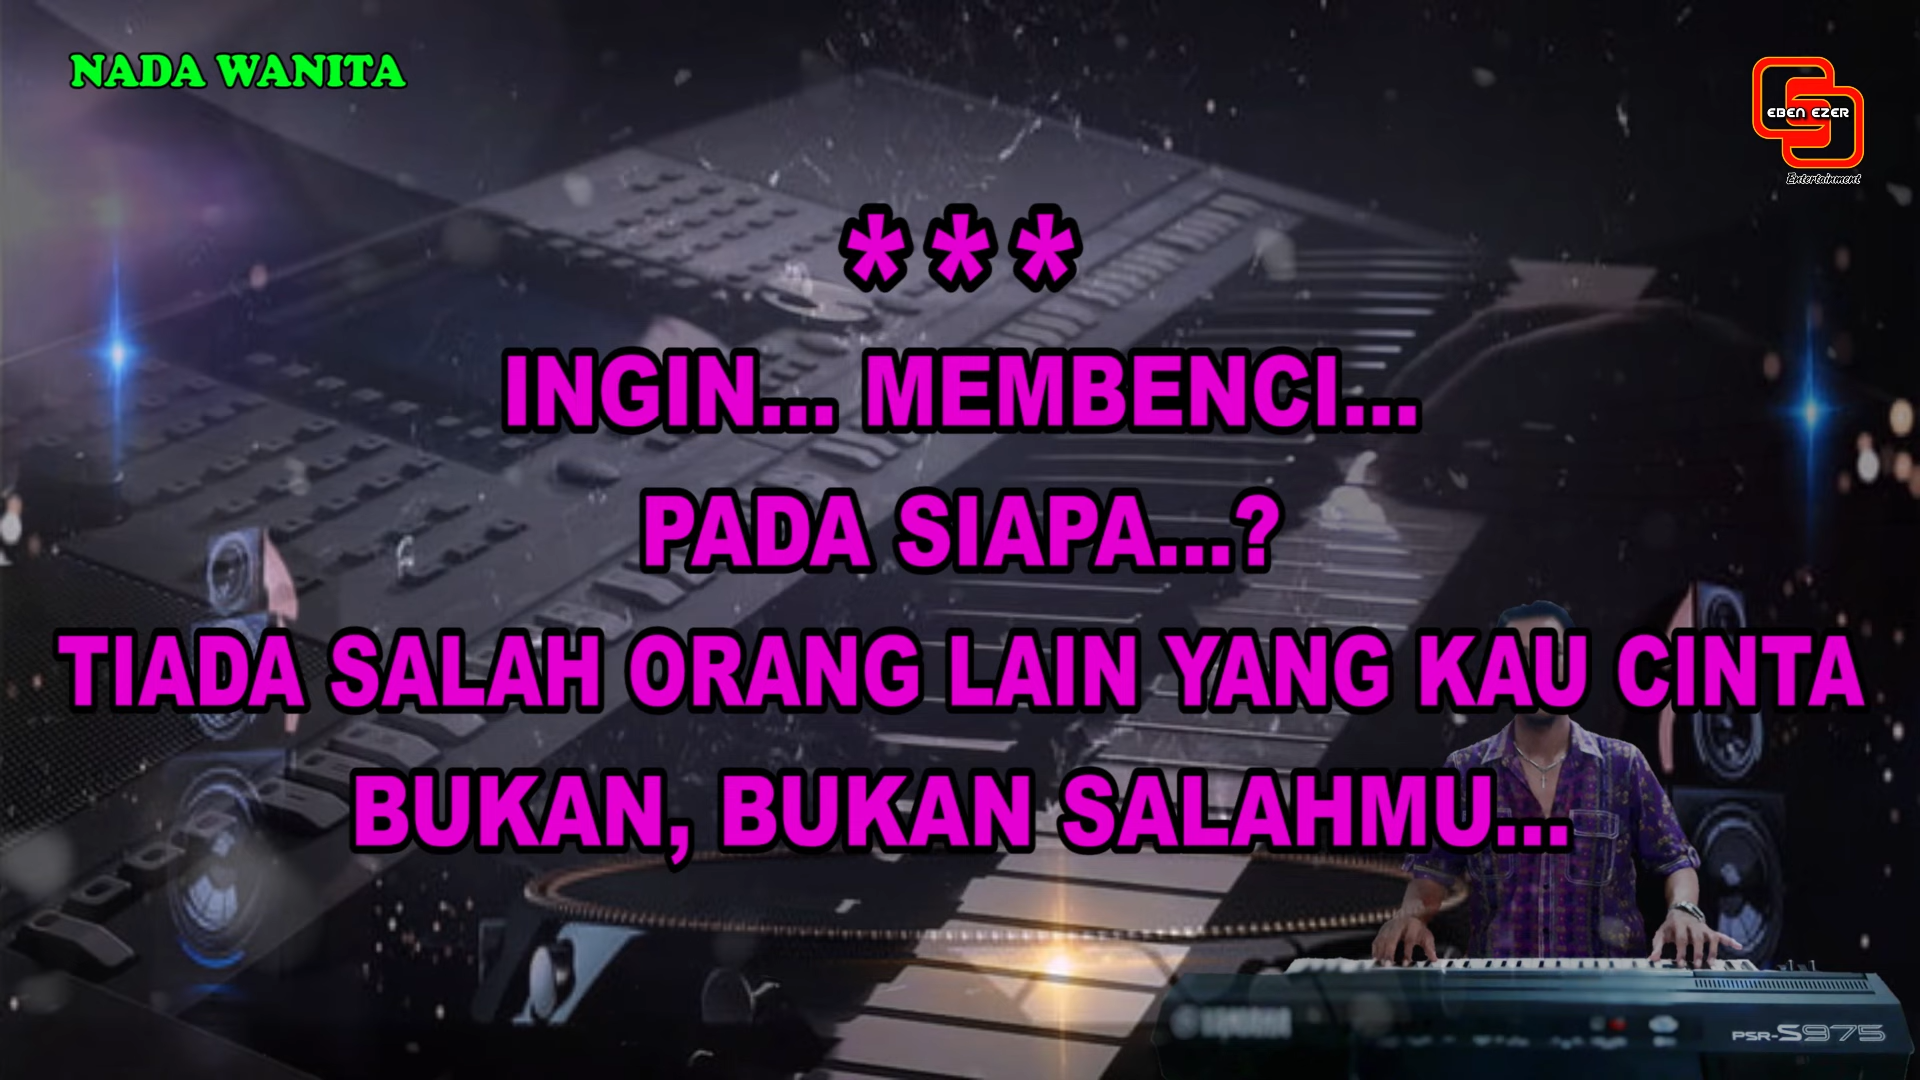 NADA WANITA
EBEN EZER
Entertainment
***
INGIN... MEMBENCI...
PADA SIAPA...?
TIADA SALAH ORANG LAIN YANG KAU CINTA
BUKAN, BUKAN SALAHMU...
PSR-S975